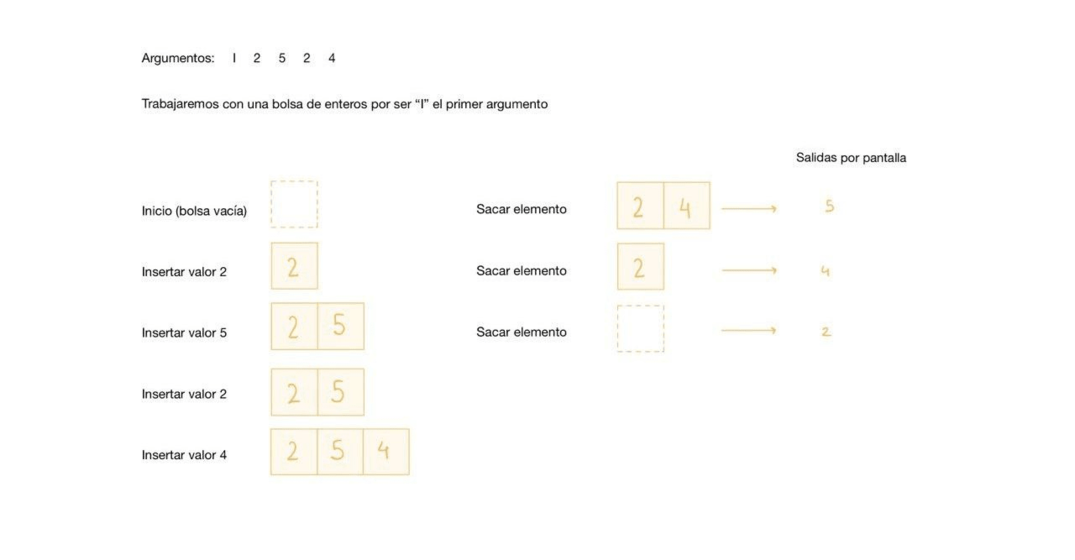 Argumentos: I 2 5 2 4
Trabajaremos con una bolsa de enteros por ser “I” el primer argumento
Salidas por pantalla
Inicio (bolsa vacía)
Insertar valor 2 2
Insertar valor 5 2 5
Insertar valor 2 2 5
Insertar valor 4 2 5 4
Sacar elemento 2 4 5
Sacar elemento 2 4
Sacar elemento 2